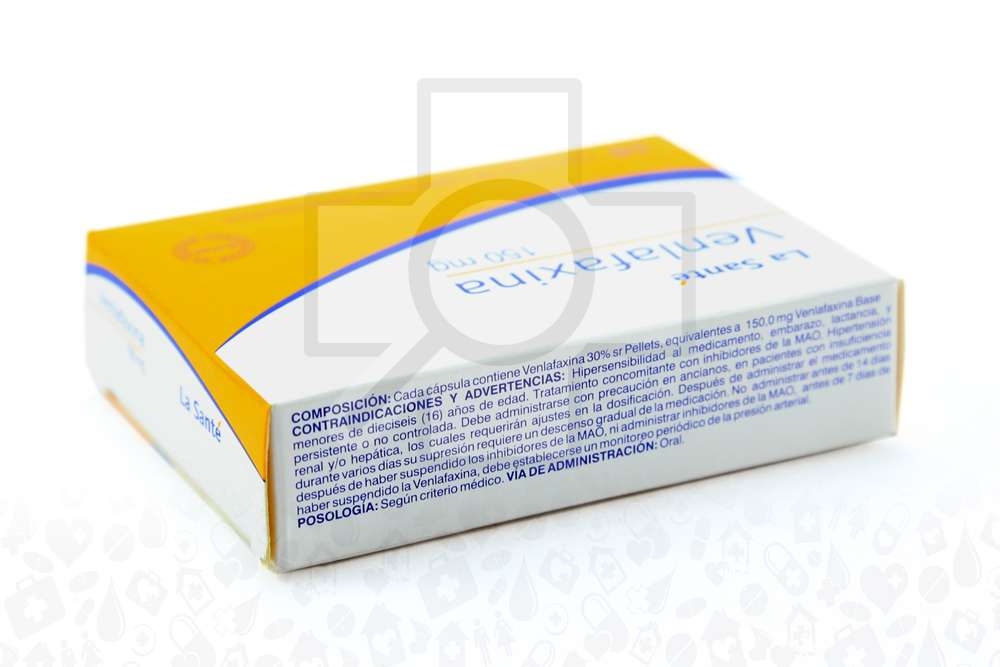 La Santé
Venlafaxina
150 mg
La Santé
COMPOSICIÓN: Cada cápsula contiene Venlafaxina 30% sr Pellets, equivalentes a 150.0 mg Venlafaxina Base
CONTRAINDICACIONES Y ADVERTENCIAS: Hipersensibilidad al medicamento, embarazo, lactancia, y
menores de dieciseis (16) años de edad. Tratamiento concomitante con inhibidores de la MAO. Hipertensión
persistente o no controlada. Debe administrarse con precaución en ancianos, en pacientes con insuficiencia
renal y/o hepática, los cuales requerirán ajustes en la dosificación. Después de administrar el medicamento
durante varios días su supresión requiere un descenso gradual de la medicación. No administrar antes de 14 días
después de haber suspendido los inhibidores de la MAO, ni administrar inhibidores de la MAO, antes de 7 días de
haber suspendido la Venlafaxina, debe establecerse un monitoreo periódico de la presión arterial.
POSOLOGÍA: Según criterio médico. VIA DE ADMINISTRACIÓN: Oral.